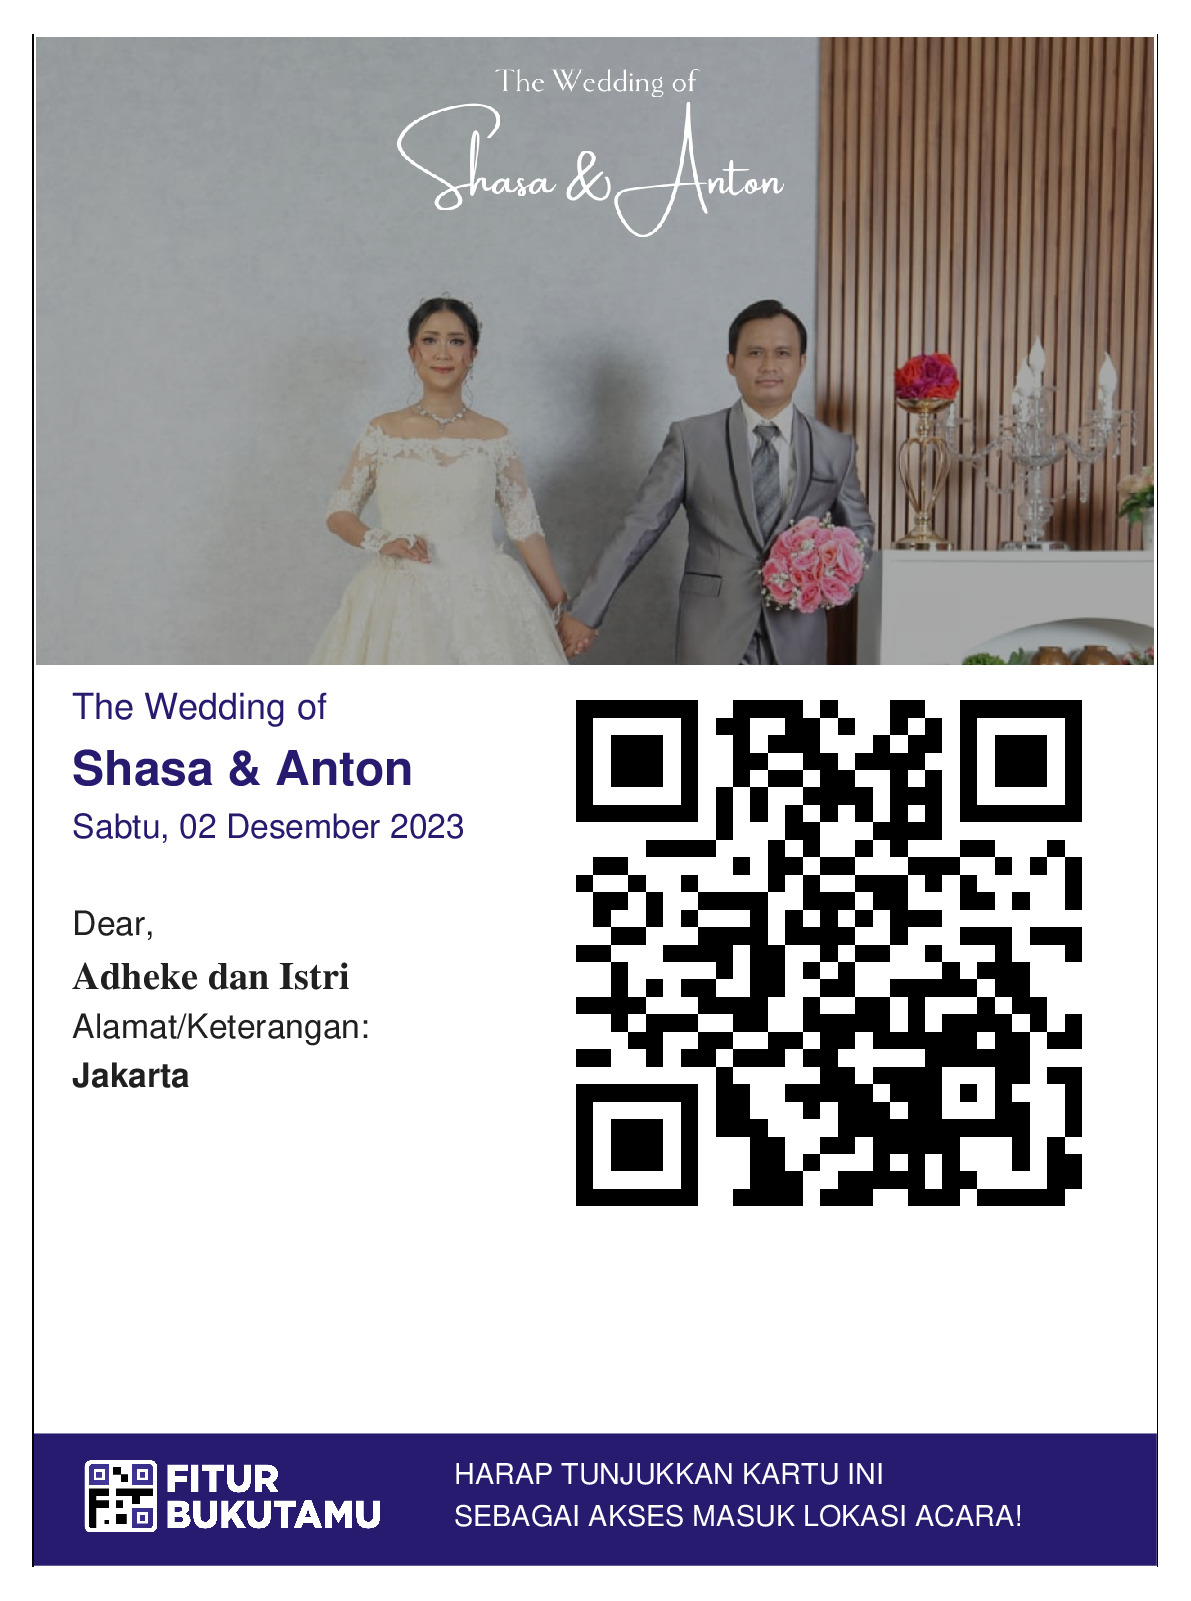 The Wedding of
Shasa & Anton
The Wedding of
Shasa & Anton
Sabtu, 02 Desember 2023
Dear,
Adheke dan Istri
Alamat/Keterangan:
Jakarta
FITUR
BUKUTAMU
HARAP TUNJUKKAN KARTU INI
SEBAGAI AKSES MASUK LOKASI ACARA!